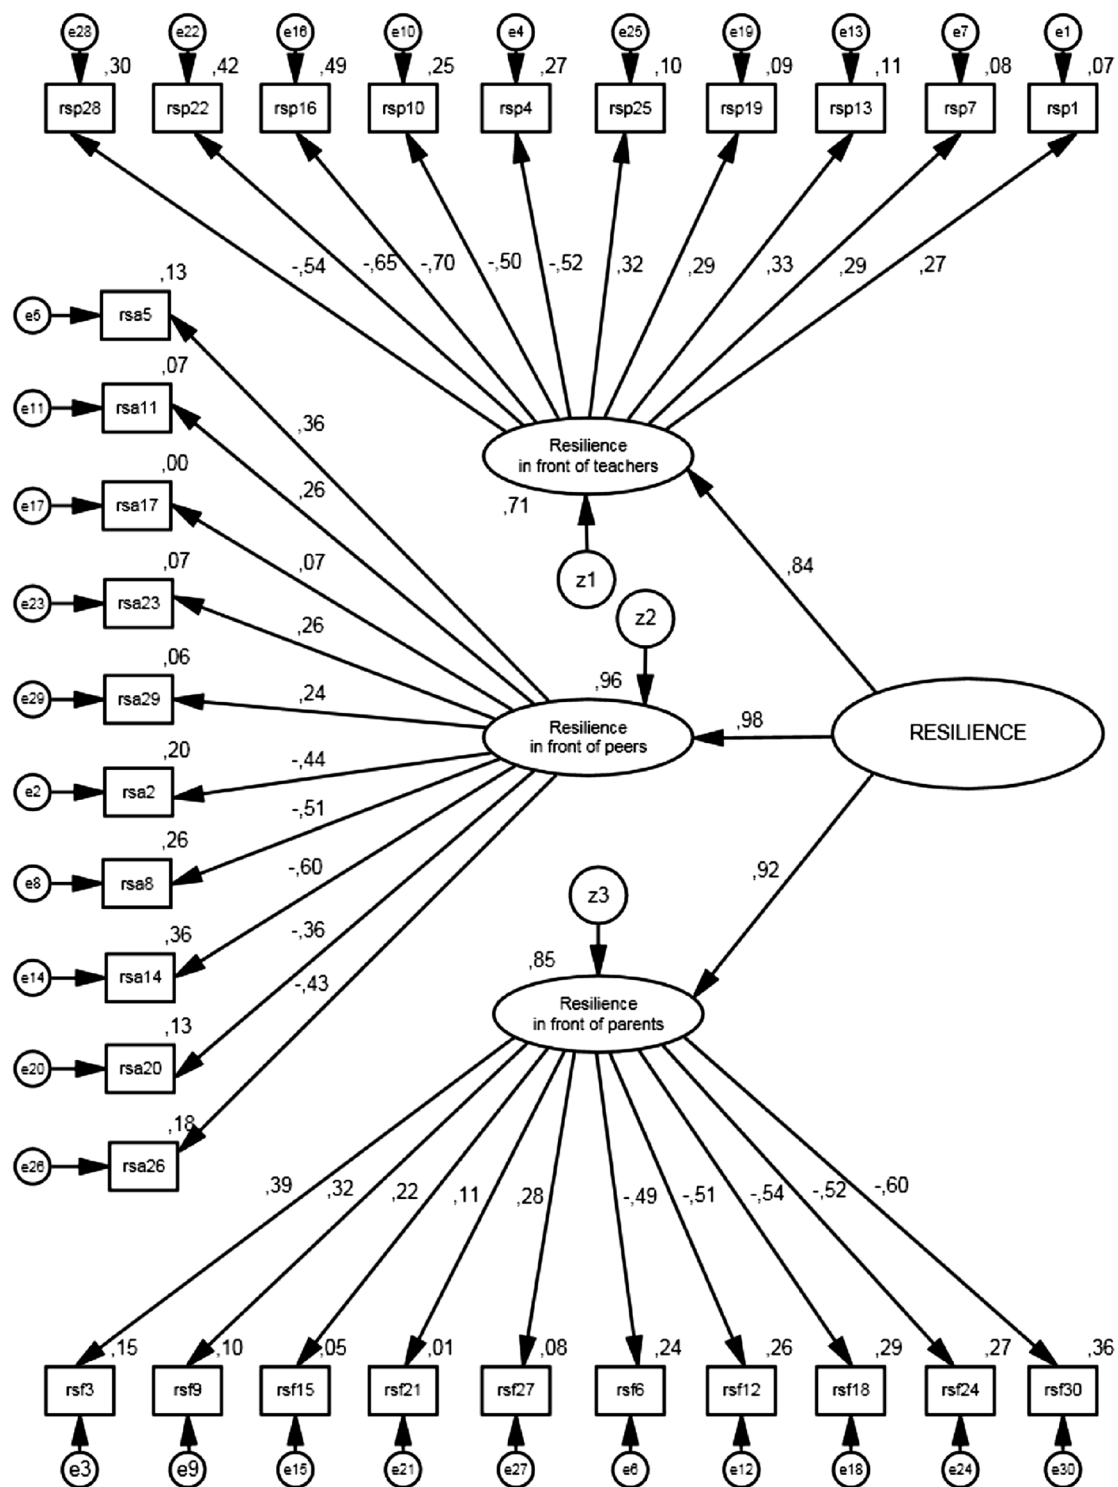 e28 e22 e16 e10 e4 e25 e19 e13 e7 e1
,30 ,42 ,49 ,25 ,27 ,10 ,09 ,11 ,08 ,07
rsp28 rsp22 rsp16 rsp10 rsp4 rsp25 rsp19 rsp13 rsp7 rsp1
-,54 -,65 -,70 -,50 -,52 ,32 ,29 ,33 ,29 ,27
,13
e5 rsa5
,07
e11 rsa11
,36
Resilience
in front of teachers
,00
,26
e17 rsa17
,71
,07
,07
,84
z1
e23 rsa23
z2
,26
,06
,96
e29 rsa29
,24
,98
Resilience
in front of peers
RESILIENCE
,20
-,44
e2 rsa2
-,51
,26
-,60
,92
e8 rsa8
z3
,36
-,36
,85
e14 rsa14
-,43
Resilience
in front of parents
,13
e20 rsa20
,18
e26 rsa26
,39 ,32 ,22 ,11 ,28 -,49 -,51 -,54 -,52 -,60
,15 ,10 ,05 ,01 ,08 ,24 ,26 ,29 ,27 ,36
rsf3 rsf9 rsf15 rsf21 rsf27 rsf6 rsf12 rsf18 rsf24 rsf30
e3 e9 e15 e21 e27 e6 e12 e18 e24 e30